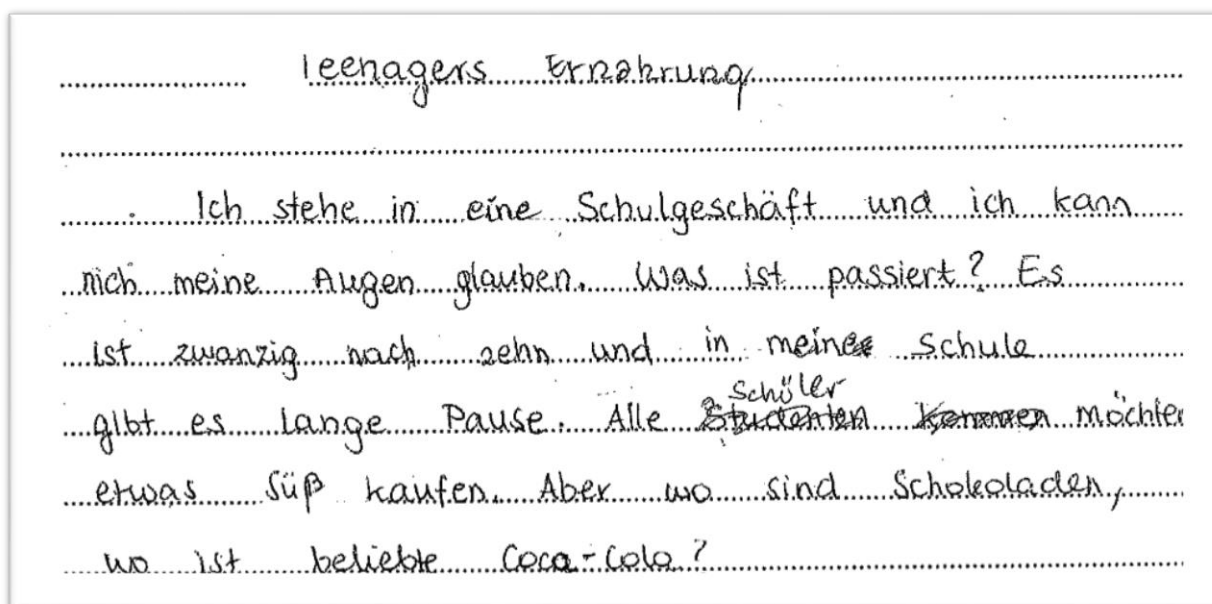 Teenagers Ernahrung
Ich stehe in eine Schulgeschäft und ich kann
nich meine Augen glauben. Was ist passiert? Es
ist zwanzig nach zehn und in meine Schule
gibt es lange Pause. Alle Schüler möchten
etwas Süß kaufen. Aber wo sind Schokoladen,
wo ist beliebte Coca-Cola?